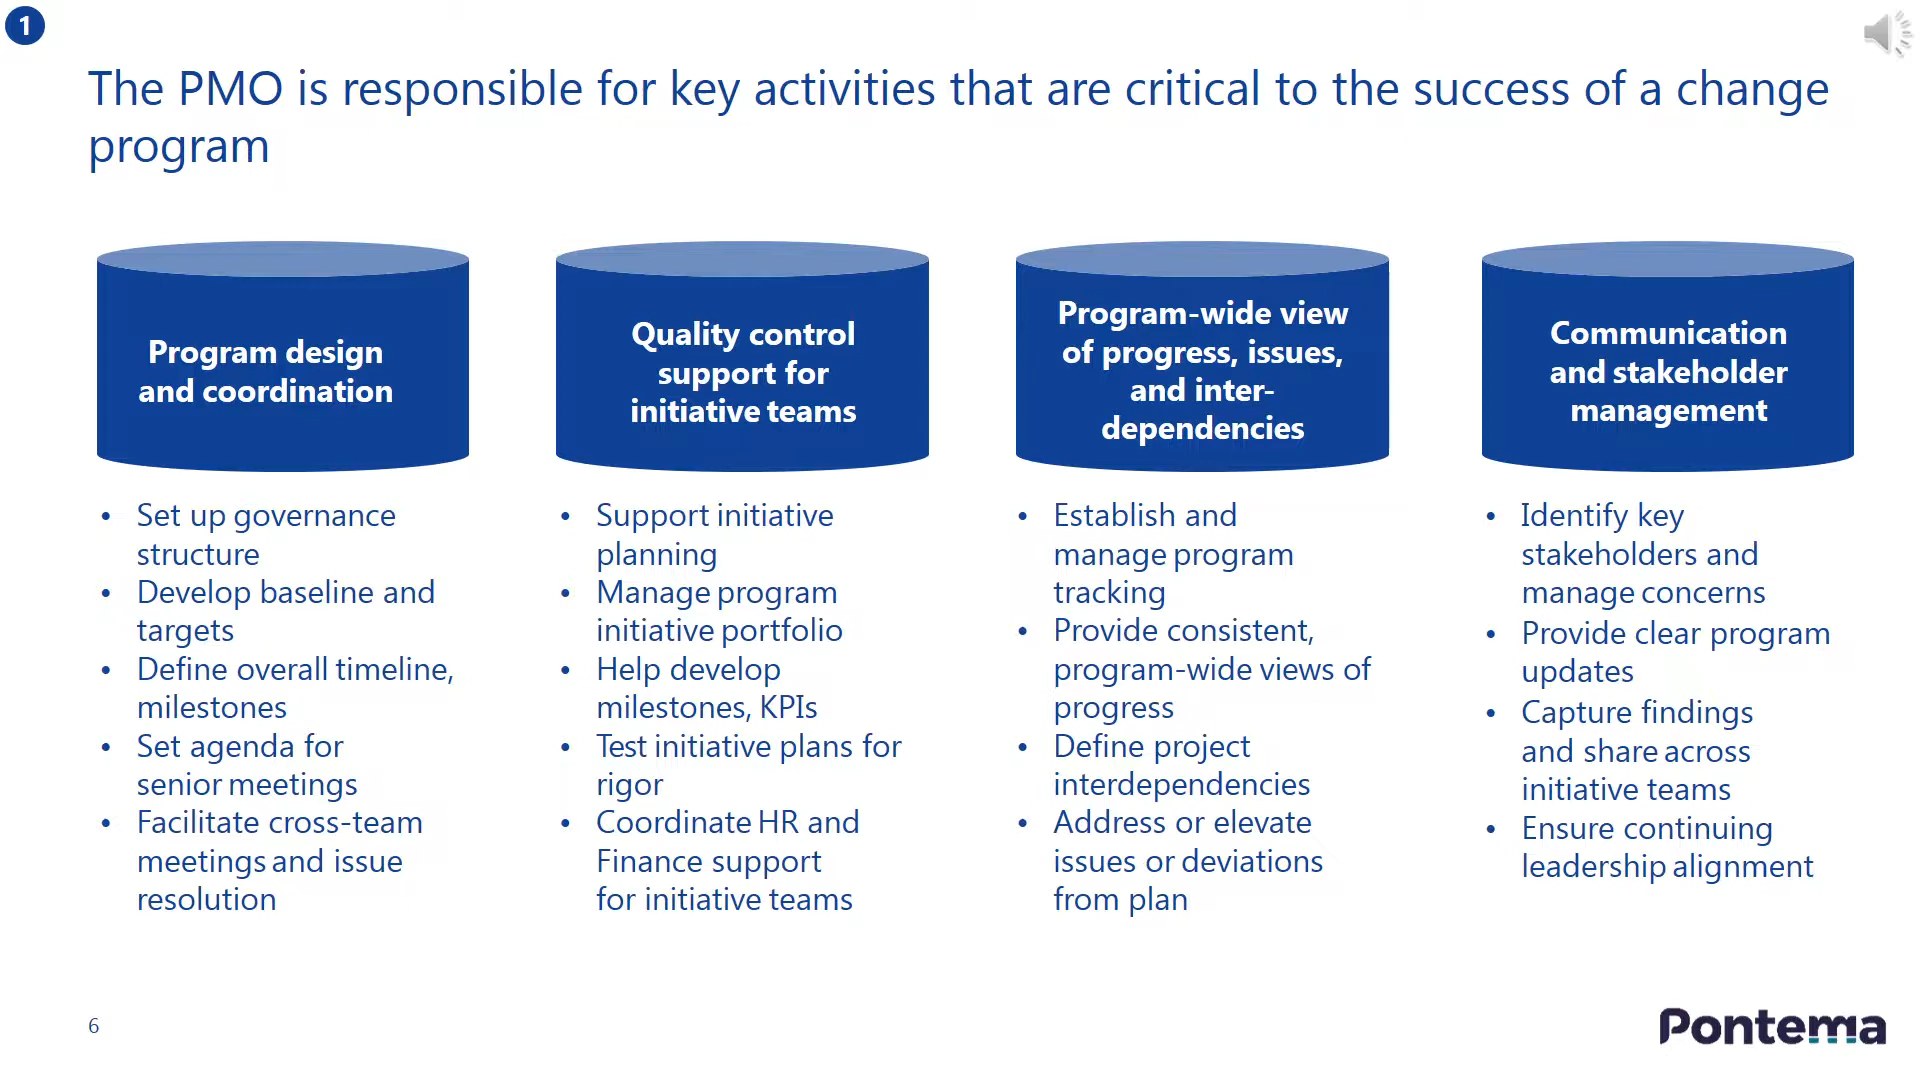 1
The PMO is responsible for key activities that are critical to the success of a change
program
Program design
and coordination
• Set up governance
structure
• Develop baseline and
targets
• Define overall timeline,
milestones
• Set agenda for
senior meetings
• Facilitate cross-team
meetings and issue
resolution
Quality control
support for
initiative teams
• Support initiative
planning
• Manage program
initiative portfolio
• Help develop
milestones, KPIs
• Test initiative plans for
rigor
• Coordinate HR and
Finance support
for initiative teams
Program-wide view
of progress, issues,
and inter-
dependencies
• Establish and
manage program
tracking
• Provide consistent,
program-wide views of
progress
• Define project
interdependencies
• Address or elevate
issues or deviations
from plan
Communication
and stakeholder
management
• Identify key
stakeholders and
manage concerns
• Provide clear program
updates
• Capture findings
and share across
initiative teams
• Ensure continuing
leadership alignment
6
Pontema